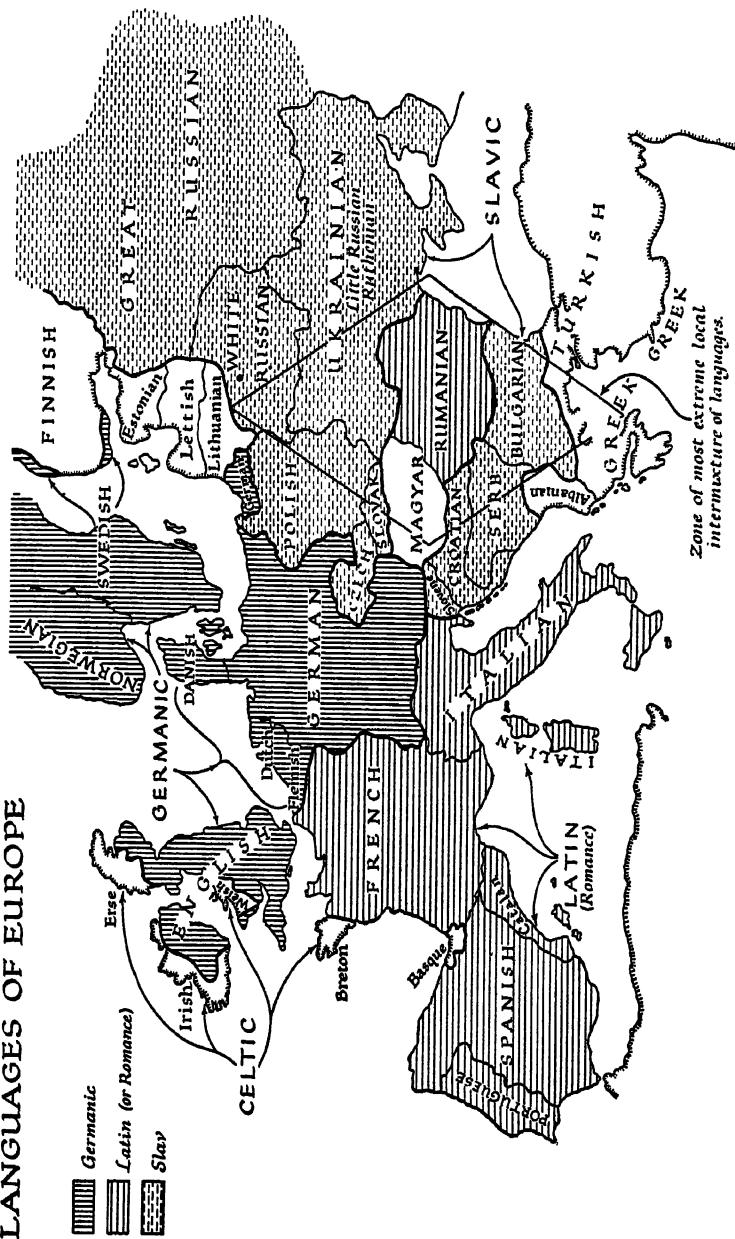 LANGUAGES OF EUROPE
Germanic
Latin (or Romance)
Slav
CELTIC
Irish
Erse
ENGLISH
Welsh
Breton
Basque
PORTUGUESE
SPANISH
Catalan
LATIN
(Romance)
FRENCH
GERMANIC
Dutch
Flemish
DANISH
NORWEGIAN
SWEDISH
FINNISH
GERMAN
ITALIAN
ITALIAN
Estonian
Lettish
Lithuanian
GREAT
RUSSIAN
WHITE
RUSSIAN
UKRAINIAN
Little Russian
Ruthenian
POLISH
CZECH
SLOVAK
MAGYAR
RUMANIAN
CROATIAN
SERB
BULGARIAN
Albanian
SLAVIC
TURKISH
GREEK
GREEK
Zone of most extreme local
intermixture of languages.